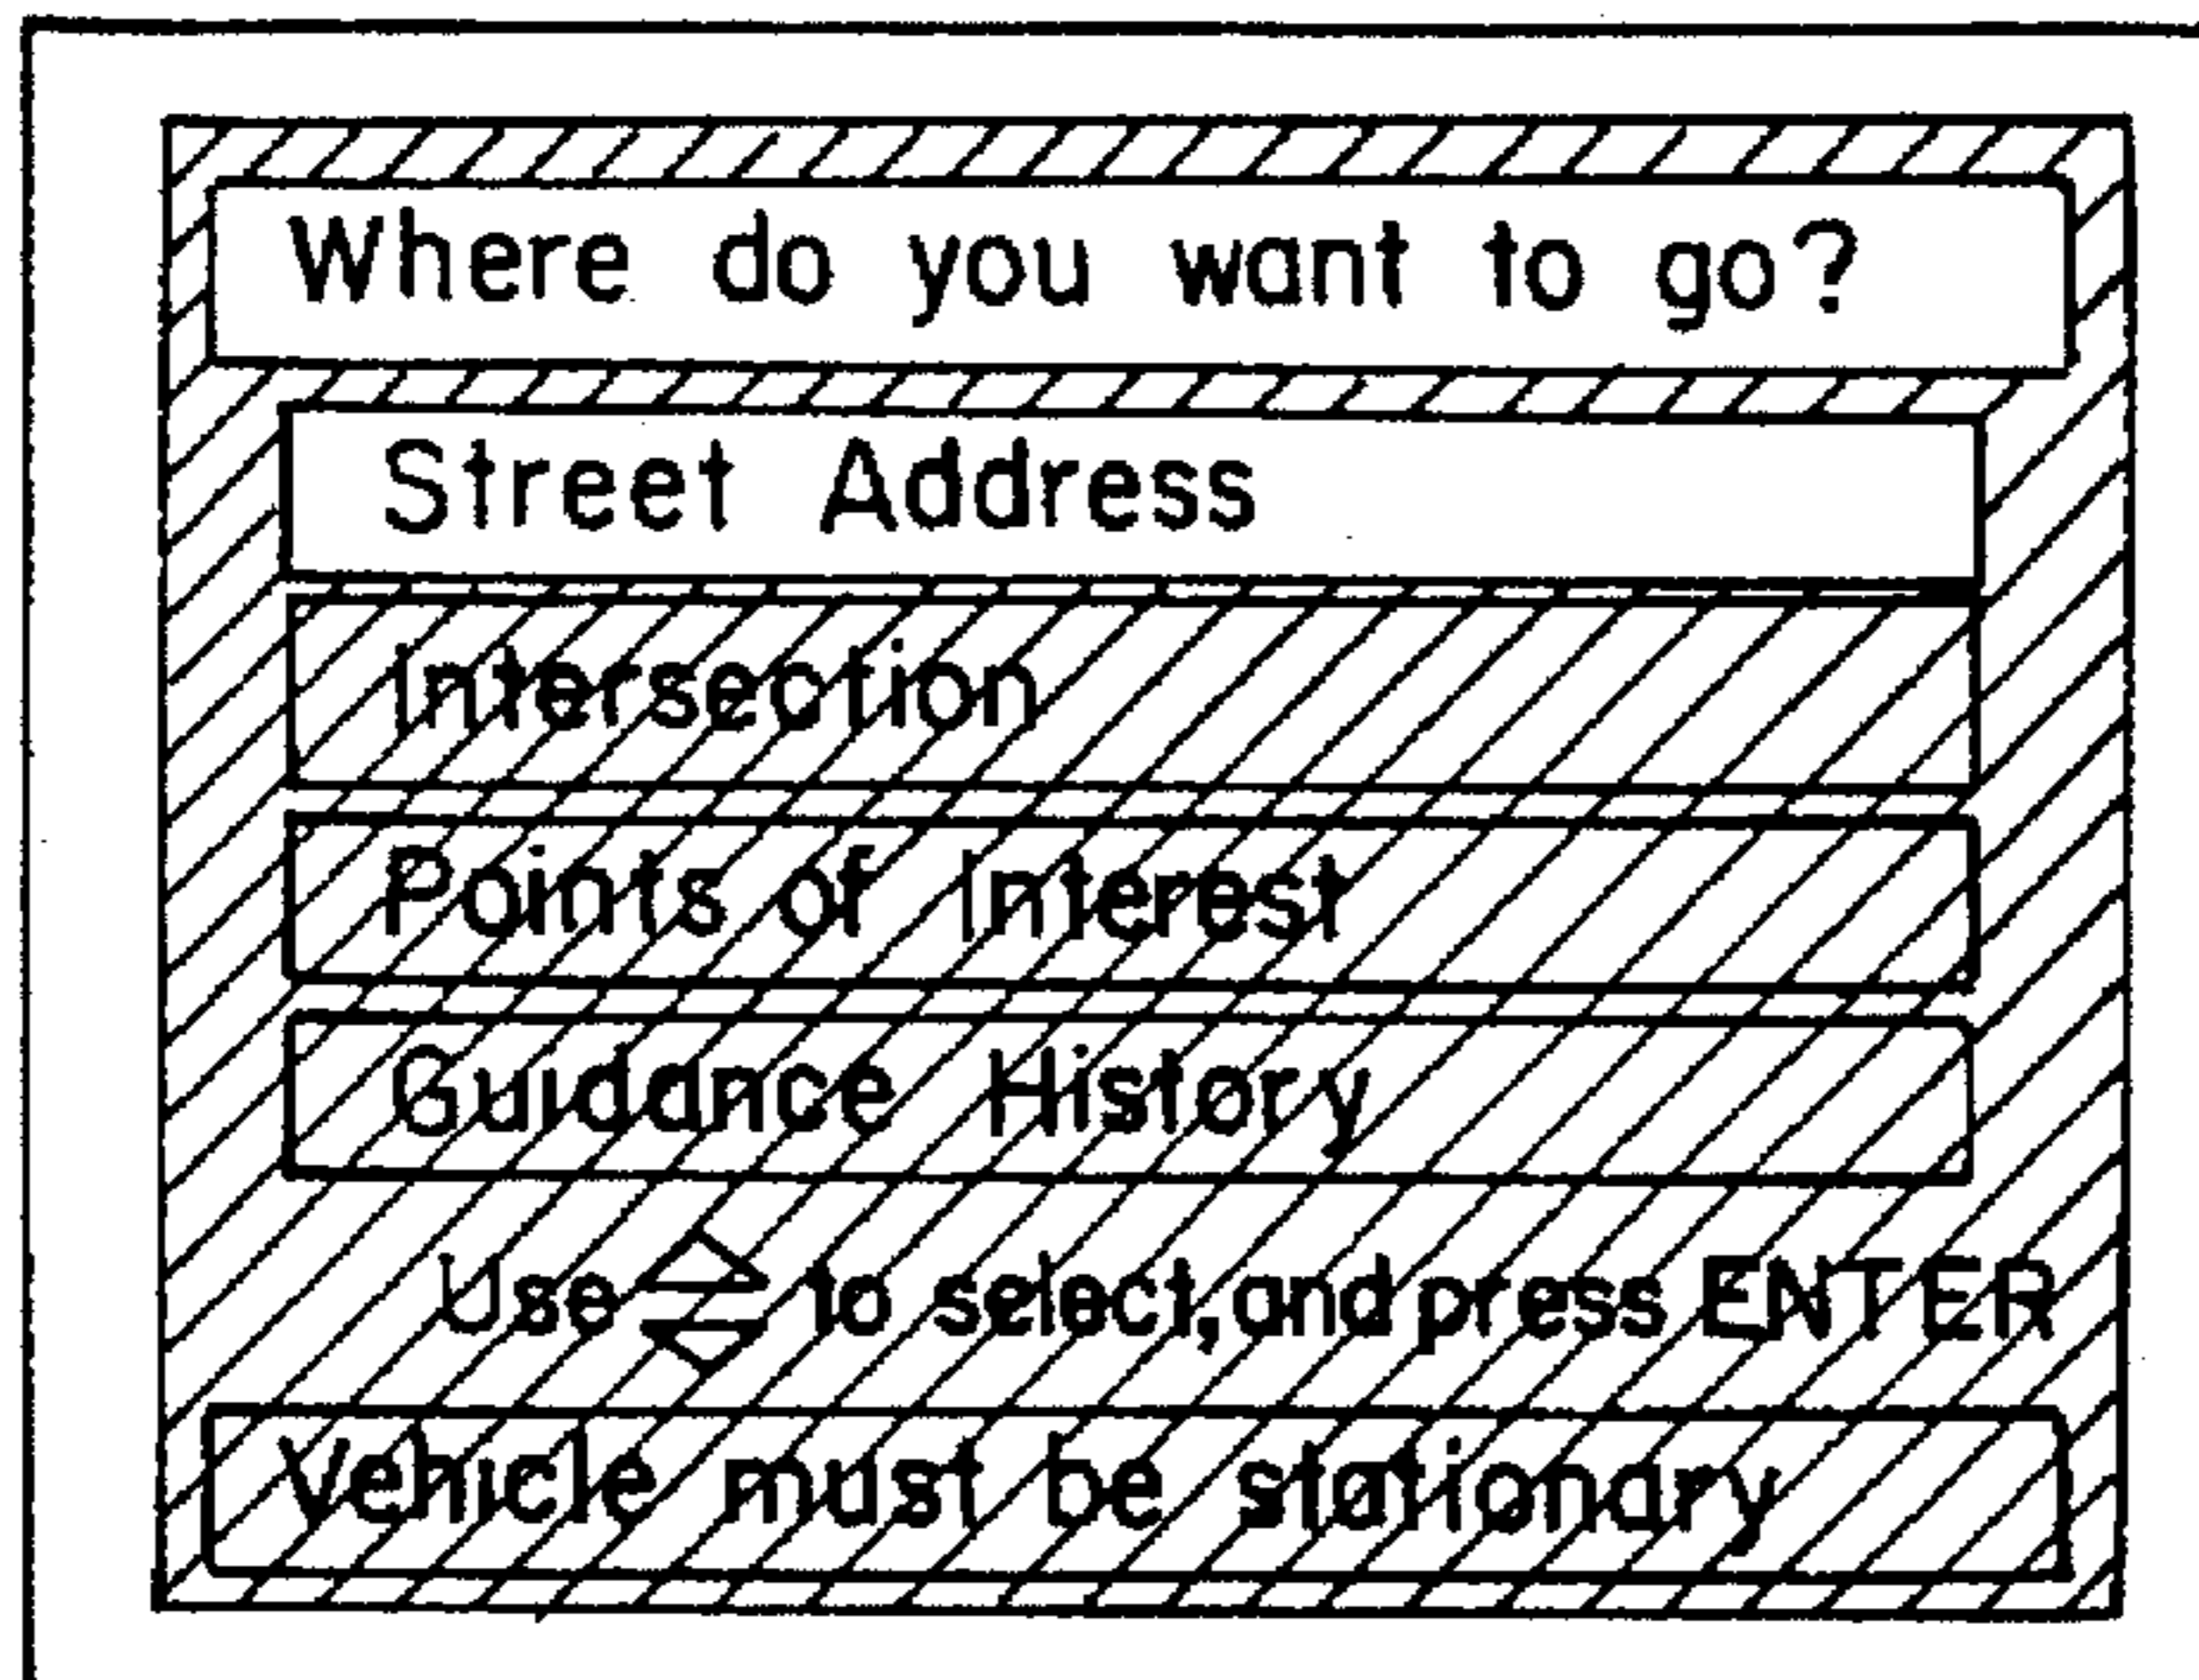 Where do you want to go?
Street Address
Intersection
Points of Interest
Guidance History
Use to select, and press ENTER
Vehicle must be stationary